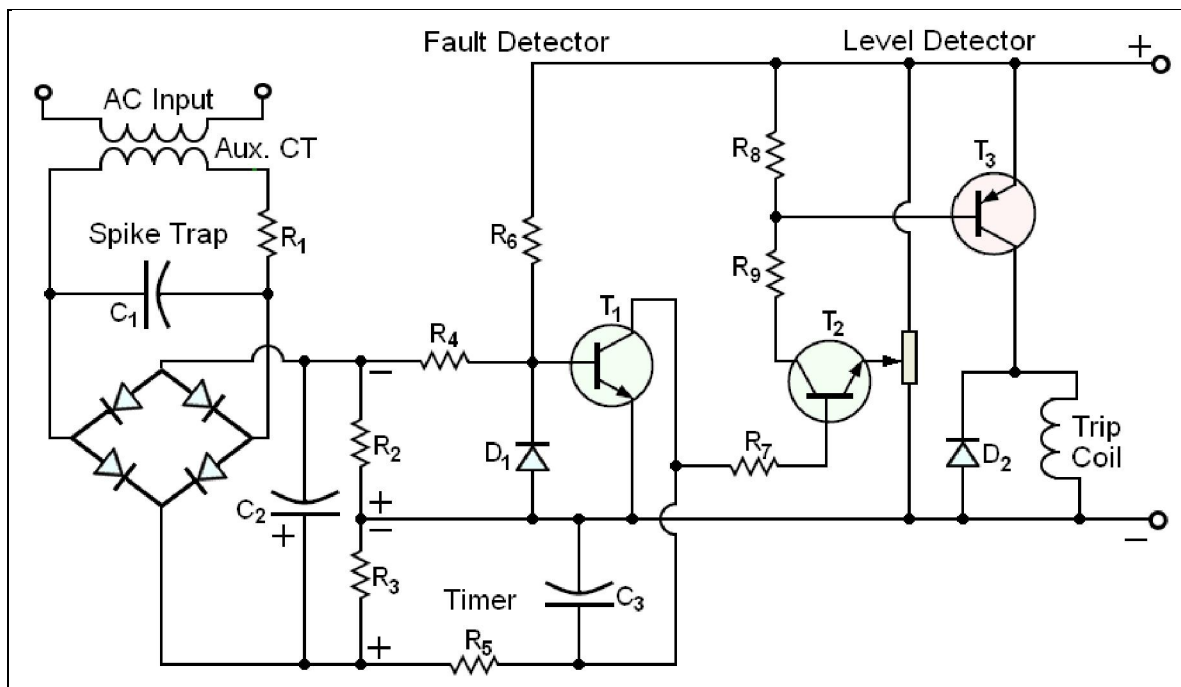 Fault Detector
Level Detector
+
AC Input
Aux. CT
R8
T3
Spike Trap
R1
R6
R9
C1
T1
T2
R4
−
R2
D1
R7
D2
Trip
Coil
C2
+
+
−
−
R3
Timer
C3
+
R5